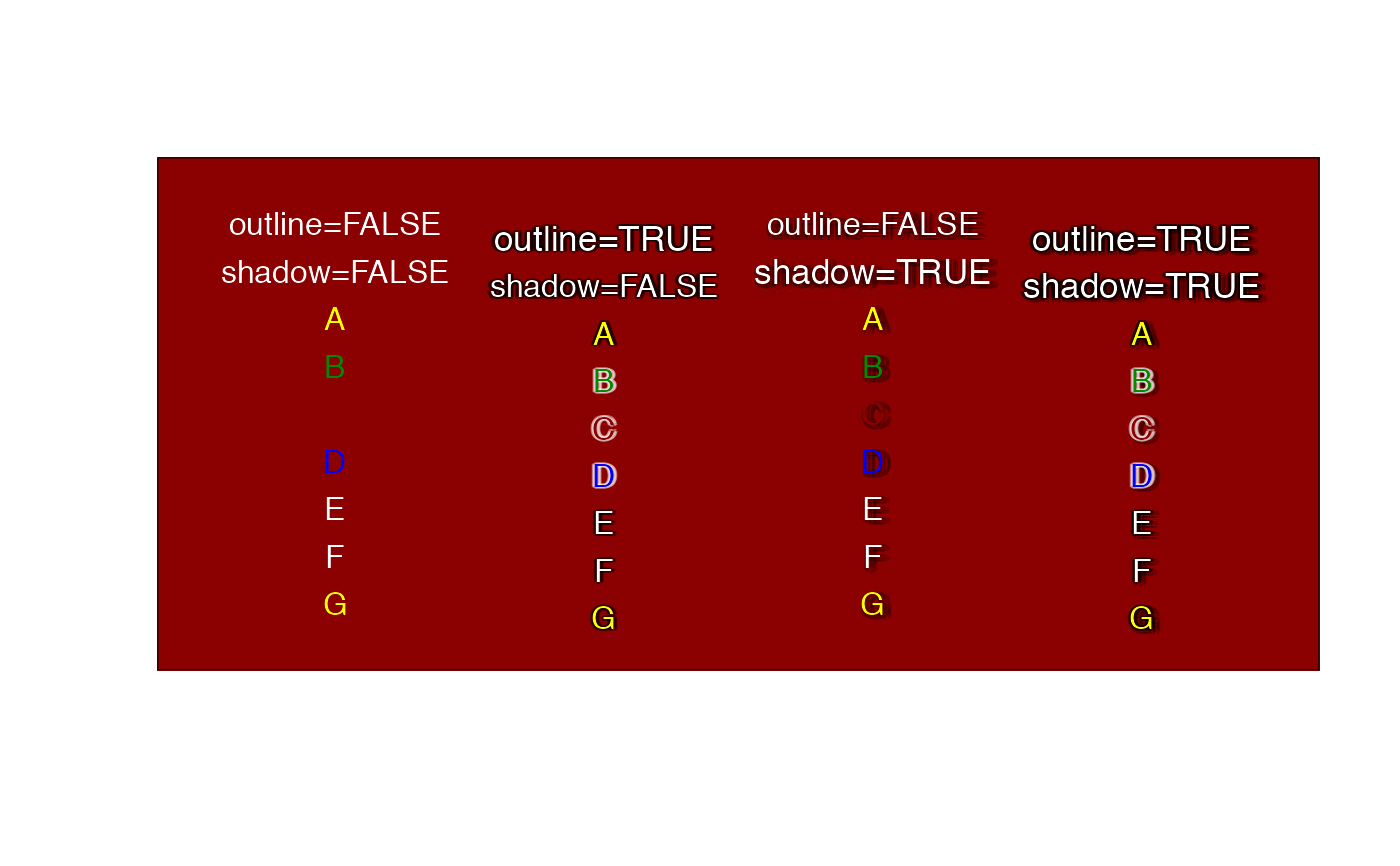 outline=FALSE
shadow=FALSE
A
B
D
E
F
G
outline=TRUE
shadow=FALSE
A
B
C
D
E
F
G
outline=FALSE
shadow=TRUE
A
B
C
D
E
F
G
outline=TRUE
shadow=TRUE
A
B
C
D
E
F
G